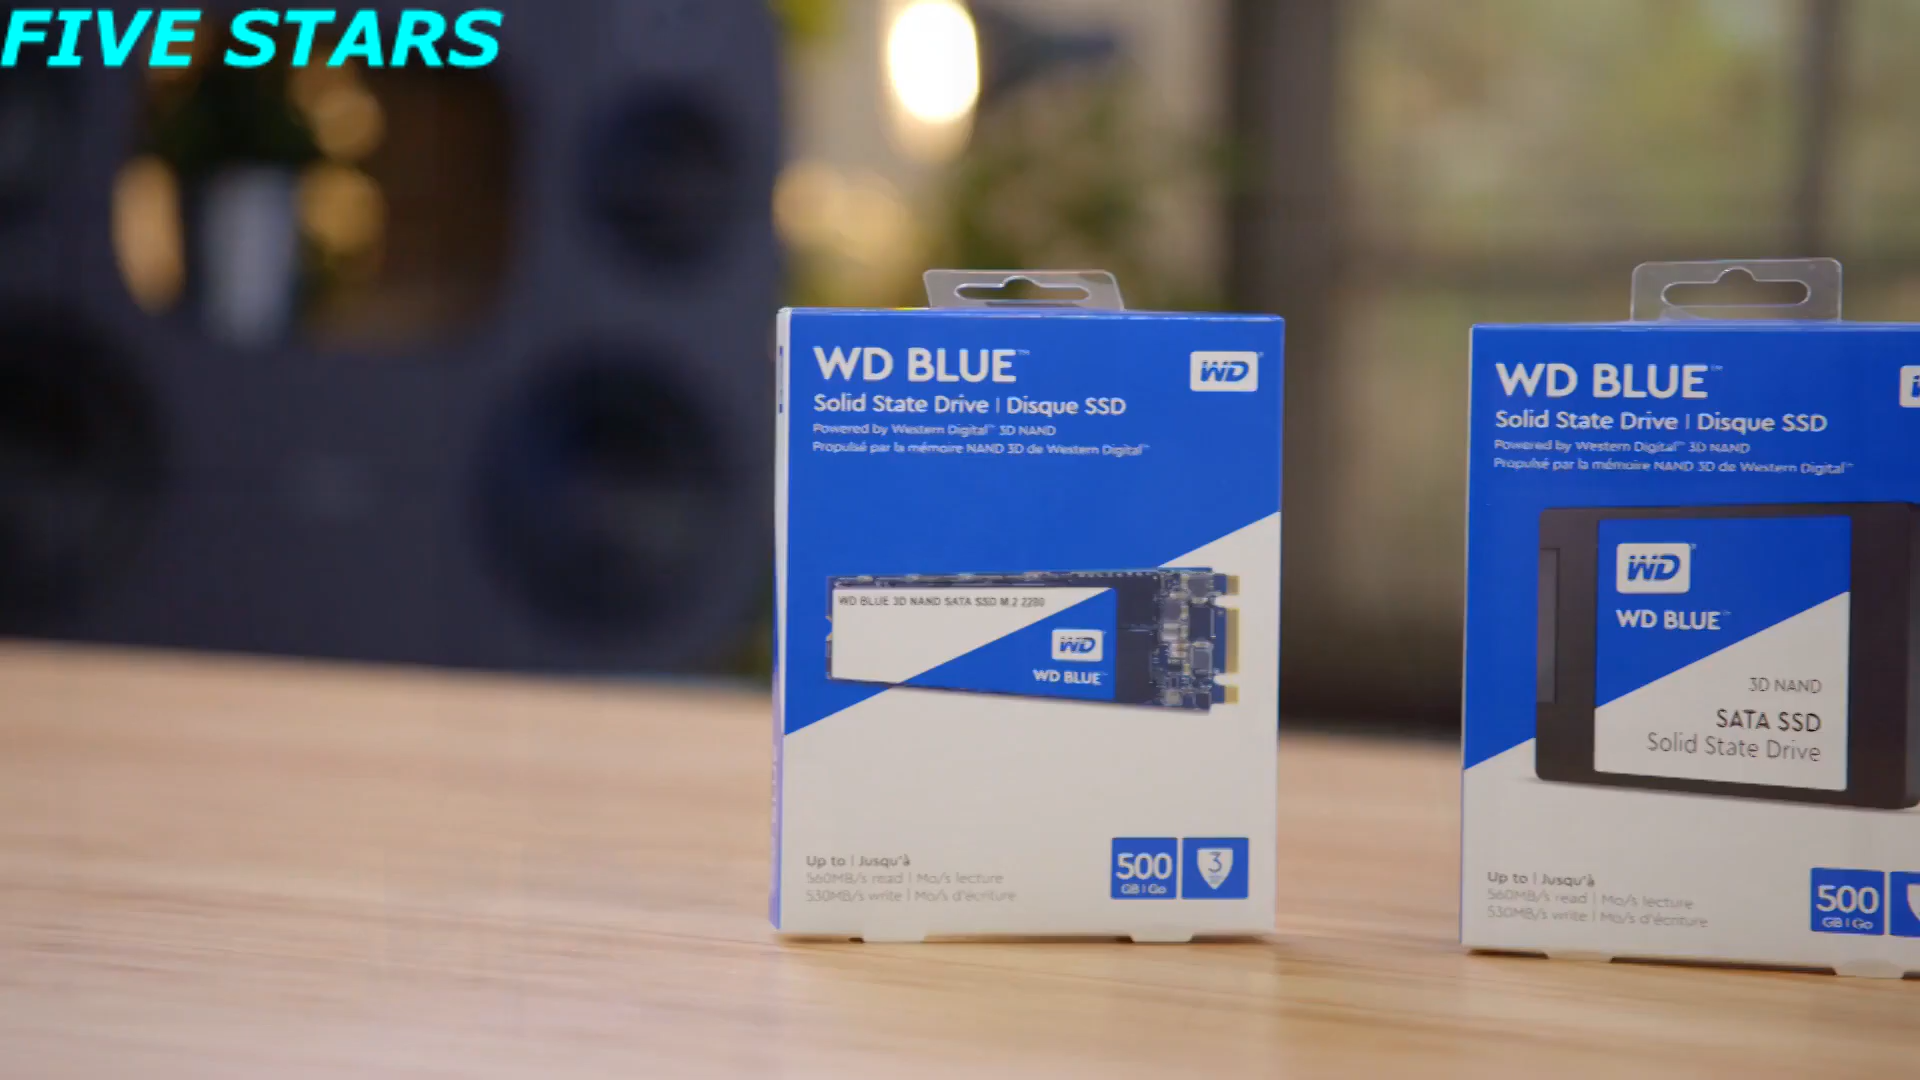 FIVE STARS
WD BLUE™
WD®
Solid State Drive | Disque SSD
Powered by Western Digital™ 3D NAND
Propulsé par la mémoire NAND 3D de Western Digital™
WD BLUE 3D NAND SATA SSD M.2 2280
WD
WD BLUE™
Up to | Jusqu'à
560MB/s read | Mo/s lecture
530MB/s write | Mo/s d'écriture
500
GB | Go
3
WD BLUE™
Solid State Drive | Disque SSD
Powered by Western Digital™ 3D NAND
Propulsé par la mémoire NAND 3D de Western Digital™
WD®
WD BLUE™
3D NAND
SATA SSD
Solid State Drive
Up to | Jusqu'à
560MB/s read | Mo/s lecture
530MB/s write | Mo/s d'écriture
500
GB | Go